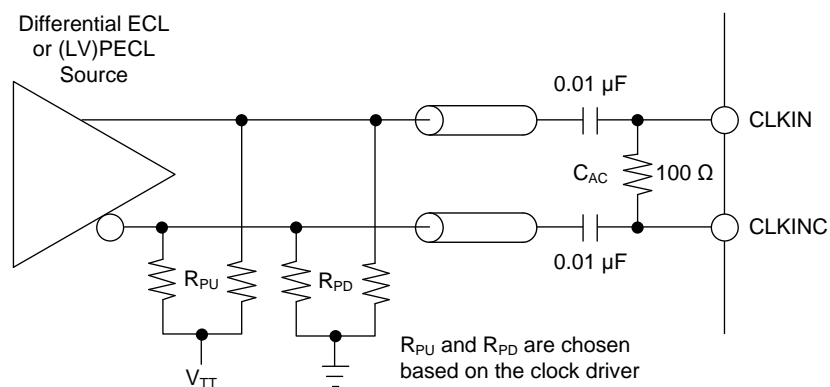 Differential ECL
or (LV)PECL
Source
0.01 µF
CLKIN
C_AC
100 Ω
CLKINC
0.01 µF
R_PU
R_PD
V_TT
R_PU and R_PD are chosen
based on the clock driver